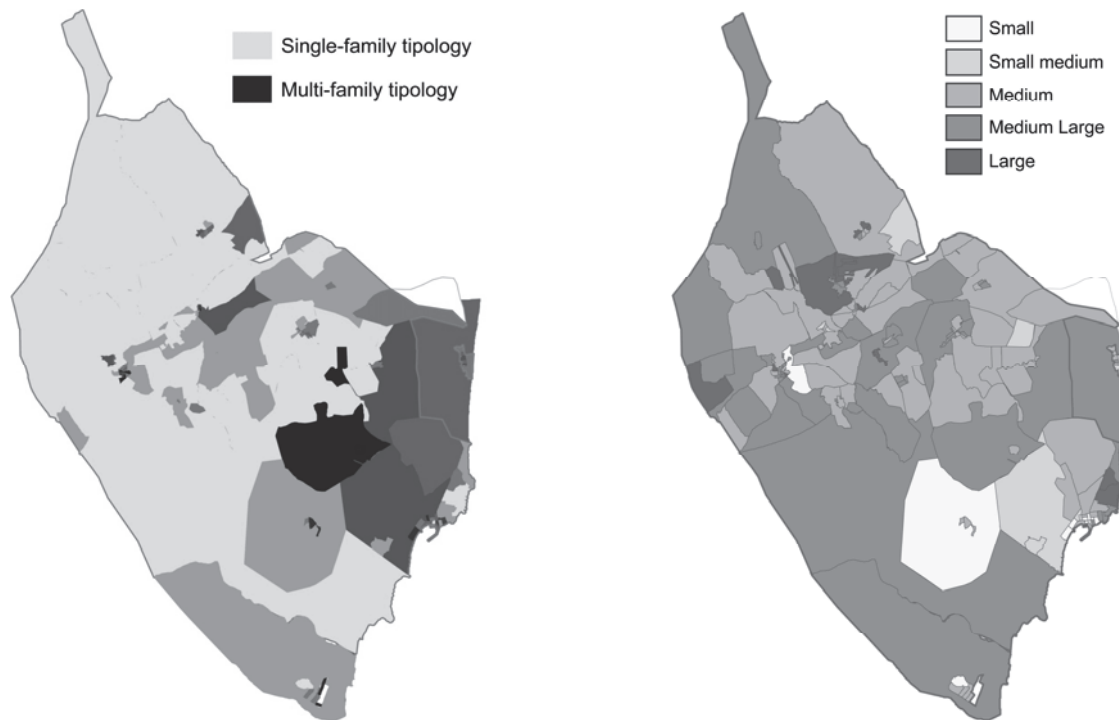 Single-family tipology
Multi-family tipology
Small
Small medium
Medium
Medium Large
Large